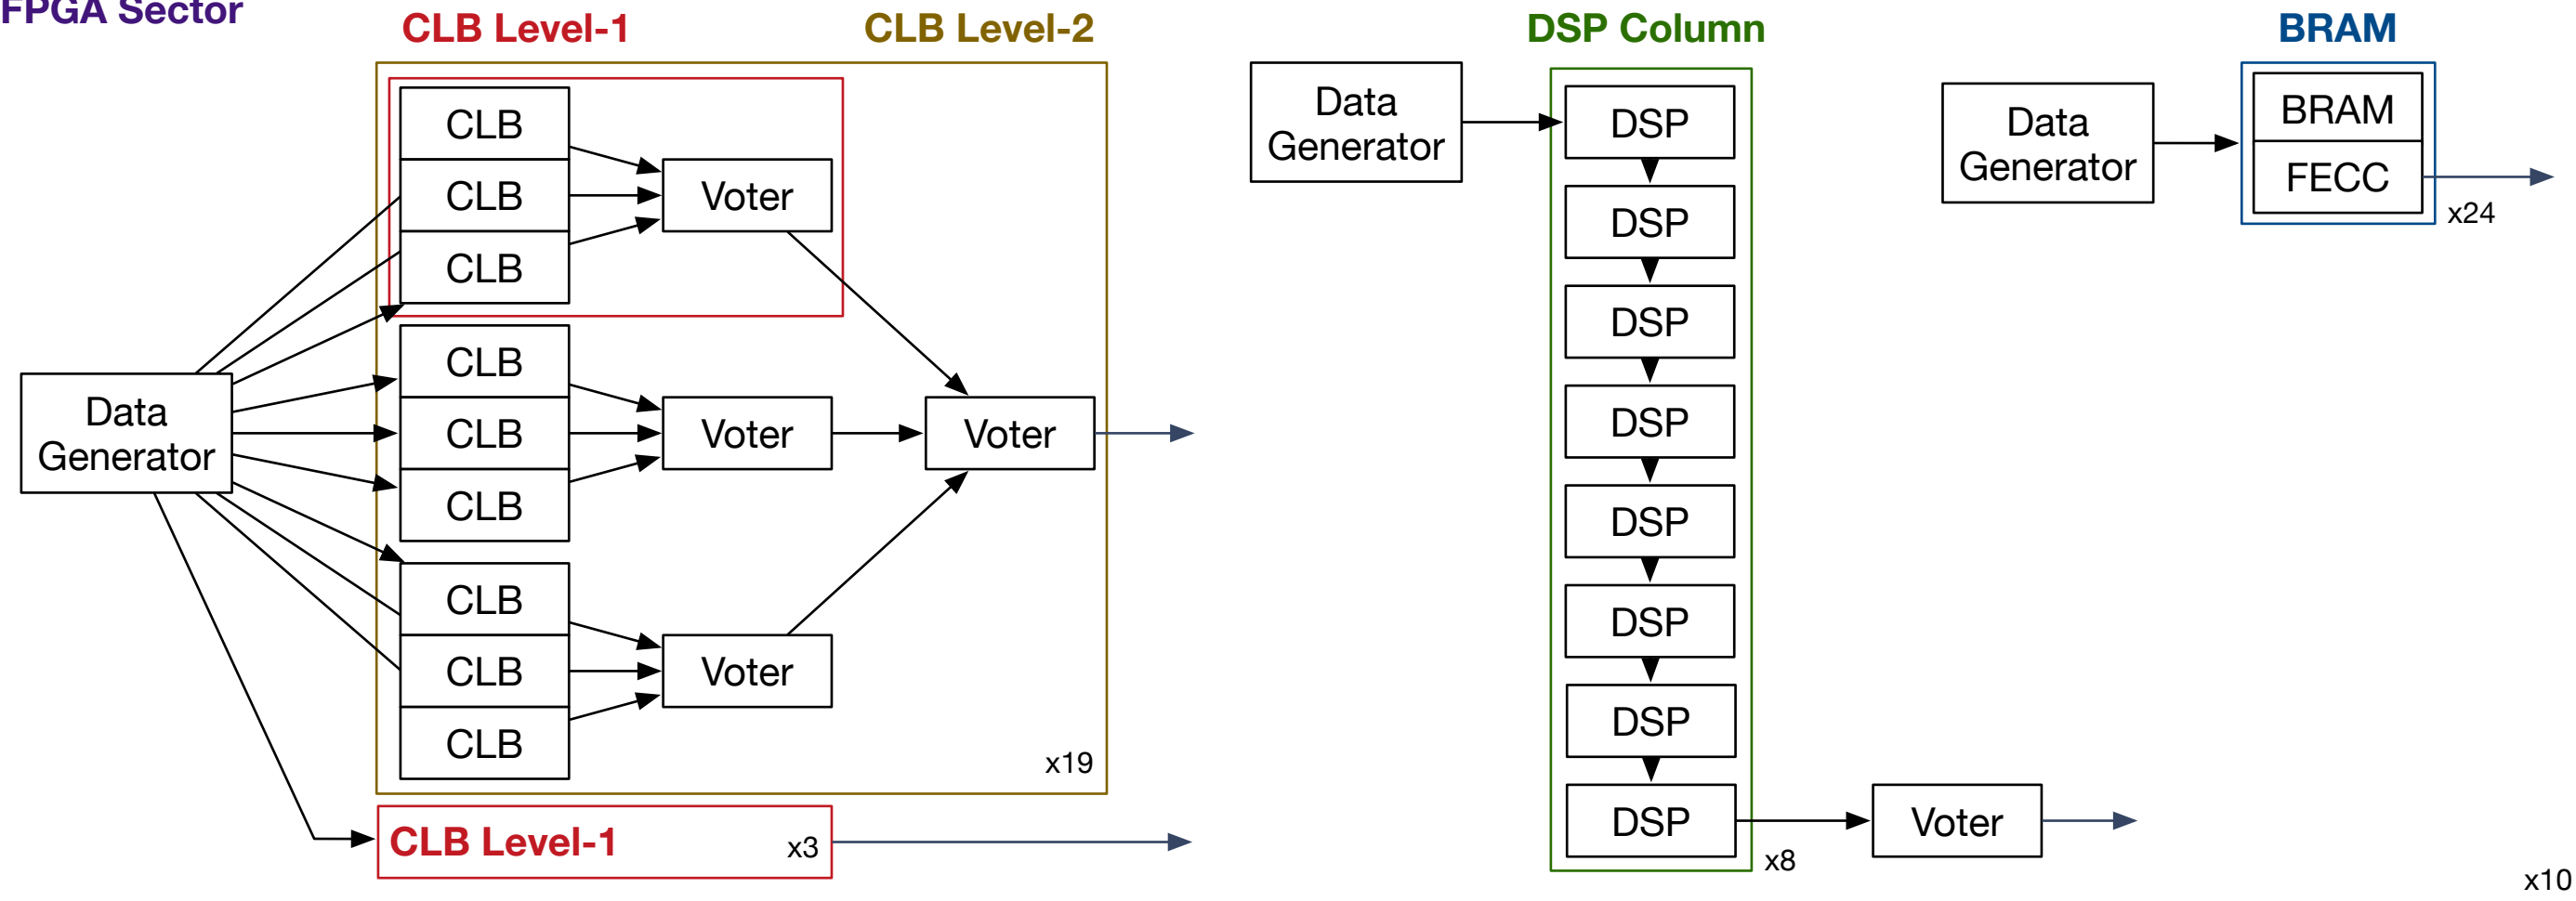 FPGA Sector
CLB Level-1
CLB Level-2
DSP Column
BRAM
CLB
CLB
CLB
Voter
CLB
CLB
CLB
Voter
CLB
CLB
CLB
Voter
Voter
x19
Data
Generator
CLB Level-1
x3
Data
Generator
DSP
DSP
DSP
DSP
DSP
DSP
DSP
DSP
x8
Voter
Data
Generator
BRAM
FECC
x24
x10